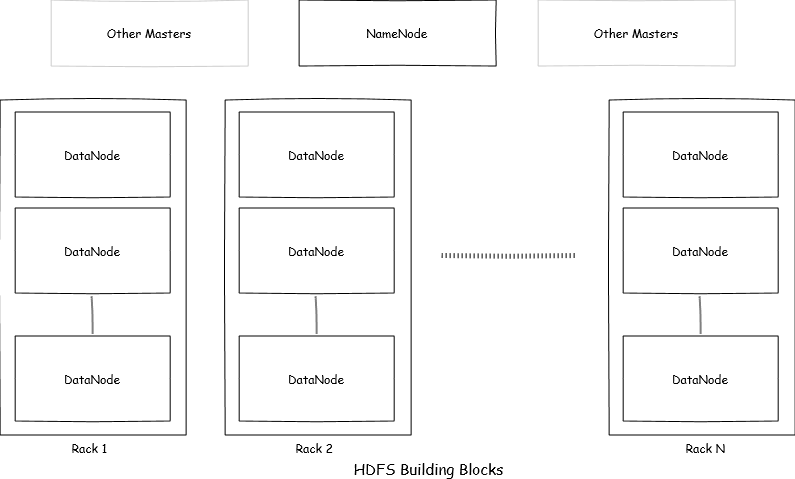 Other Masters
NameNode
Other Masters
DataNode
DataNode
DataNode
DataNode
DataNode
DataNode
DataNode
DataNode
DataNode
Rack 1
Rack 2
Rack N
HDFS Building Blocks